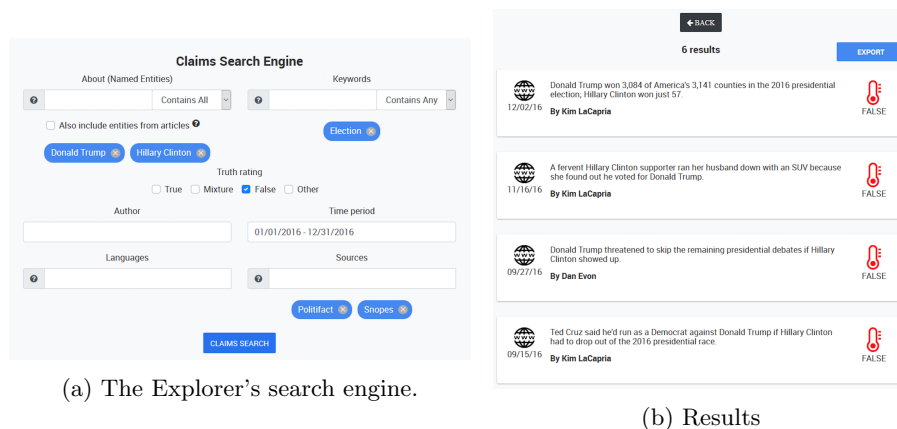 Claims Search Engine
About (Named Entities)
Keywords
Contains All
Contains Any
Also include entities from articles
Election
Donald Trump
Hillary Clinton
Truth rating
True Mixture False Other
Author
Time period
01/01/2016 - 12/31/2016
Languages
Sources
Politifact
Snopes
CLAIMS SEARCH
(a) The Explorer's search engine.
BACK
6 results
EXPORT
WWW
12/02/16
Donald Trump won 3,084 of America's 3,141 counties in the 2016 presidential
election; Hillary Clinton won just 57.
By Kim LaCapria
FALSE
WWW
11/16/16
A fervent Hillary Clinton supporter ran her husband down with an SUV because
she found out he voted for Donald Trump.
By Kim LaCapria
FALSE
WWW
09/27/16
Donald Trump threatened to skip the remaining presidential debates if Hillary
Clinton showed up.
By Dan Evon
FALSE
WWW
09/15/16
Ted Cruz said he'd run as a Democrat against Donald Trump if Hillary Clinton
had to drop out of the 2016 presidential race.
By Kim LaCapria
FALSE
(b) Results